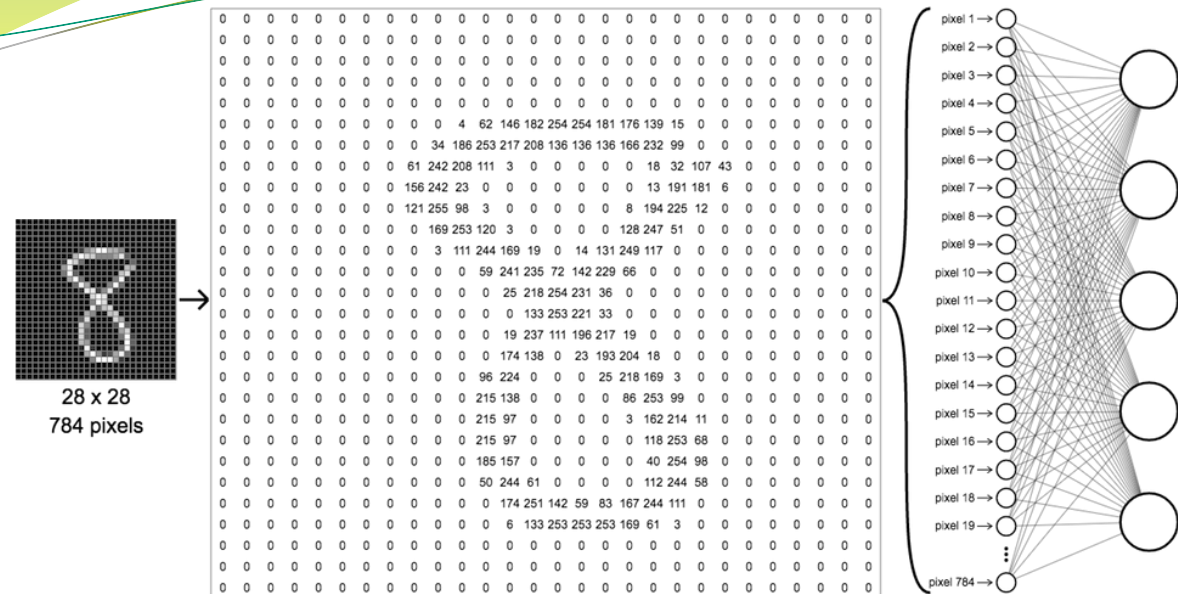 28 x 28
784 pixels
0 0 0 0 0 0 0 0 0 0 0 0 0 0 0 0 0 0 0 0 0 0 0 0 0 0 0 0
0 0 0 0 0 0 0 0 0 0 0 0 0 0 0 0 0 0 0 0 0 0 0 0 0 0 0 0
0 0 0 0 0 0 0 0 0 0 0 0 0 0 0 0 0 0 0 0 0 0 0 0 0 0 0 0
0 0 0 0 0 0 0 0 0 0 0 0 0 0 0 0 0 0 0 0 0 0 0 0 0 0 0 0
0 0 0 0 0 0 0 0 0 0 0 0 0 0 0 0 0 0 0 0 0 0 0 0 0 0 0 0
0 0 0 0 0 0 0 0 0 0 4 62 146 182 254 254 181 176 139 15 0 0 0 0 0 0 0 0
0 0 0 0 0 0 0 0 0 34 186 253 217 208 136 136 136 166 232 99 0 0 0 0 0 0 0 0
0 0 0 0 0 0 0 0 61 242 208 111 3 0 0 0 0 0 18 32 107 43 0 0 0 0 0 0
0 0 0 0 0 0 0 0 156 242 23 0 0 0 0 0 0 0 13 191 181 6 0 0 0 0 0 0
0 0 0 0 0 0 0 0 121 255 98 3 0 0 0 0 0 8 194 225 12 0 0 0 0 0 0 0
0 0 0 0 0 0 0 0 0 169 253 120 3 0 0 0 0 128 247 51 0 0 0 0 0 0 0 0
0 0 0 0 0 0 0 0 0 3 111 244 169 19 0 14 131 249 117 0 0 0 0 0 0 0 0 0
0 0 0 0 0 0 0 0 0 0 0 59 241 235 72 142 229 66 0 0 0 0 0 0 0 0 0 0
0 0 0 0 0 0 0 0 0 0 0 0 25 218 254 231 36 0 0 0 0 0 0 0 0 0 0 0
0 0 0 0 0 0 0 0 0 0 0 0 0 133 253 221 33 0 0 0 0 0 0 0 0 0 0 0
0 0 0 0 0 0 0 0 0 0 0 0 19 237 111 196 217 19 0 0 0 0 0 0 0 0 0 0
0 0 0 0 0 0 0 0 0 0 0 0 174 138 0 23 193 204 18 0 0 0 0 0 0 0 0 0
0 0 0 0 0 0 0 0 0 0 0 96 224 0 0 0 25 218 169 3 0 0 0 0 0 0 0 0
0 0 0 0 0 0 0 0 0 0 0 215 138 0 0 0 0 86 253 99 0 0 0 0 0 0 0 0
0 0 0 0 0 0 0 0 0 0 0 215 97 0 0 0 0 3 162 214 11 0 0 0 0 0 0 0
0 0 0 0 0 0 0 0 0 0 0 215 97 0 0 0 0 0 118 253 68 0 0 0 0 0 0 0
0 0 0 0 0 0 0 0 0 0 0 185 157 0 0 0 0 0 40 254 98 0 0 0 0 0 0 0
0 0 0 0 0 0 0 0 0 0 0 50 244 61 0 0 0 0 112 244 58 0 0 0 0 0 0 0
0 0 0 0 0 0 0 0 0 0 0 0 174 251 142 59 83 167 244 111 0 0 0 0 0 0 0 0
0 0 0 0 0 0 0 0 0 0 0 0 6 133 253 253 253 169 61 3 0 0 0 0 0 0 0 0
0 0 0 0 0 0 0 0 0 0 0 0 0 0 0 0 0 0 0 0 0 0 0 0 0 0 0 0
0 0 0 0 0 0 0 0 0 0 0 0 0 0 0 0 0 0 0 0 0 0 0 0 0 0 0 0
0 0 0 0 0 0 0 0 0 0 0 0 0 0 0 0 0 0 0 0 0 0 0 0 0 0 0 0
pixel 1
pixel 2
pixel 3
pixel 4
pixel 5
pixel 6
pixel 7
pixel 8
pixel 9
pixel 10
pixel 11
pixel 12
pixel 13
pixel 14
pixel 15
pixel 16
pixel 17
pixel 18
pixel 19
pixel 784